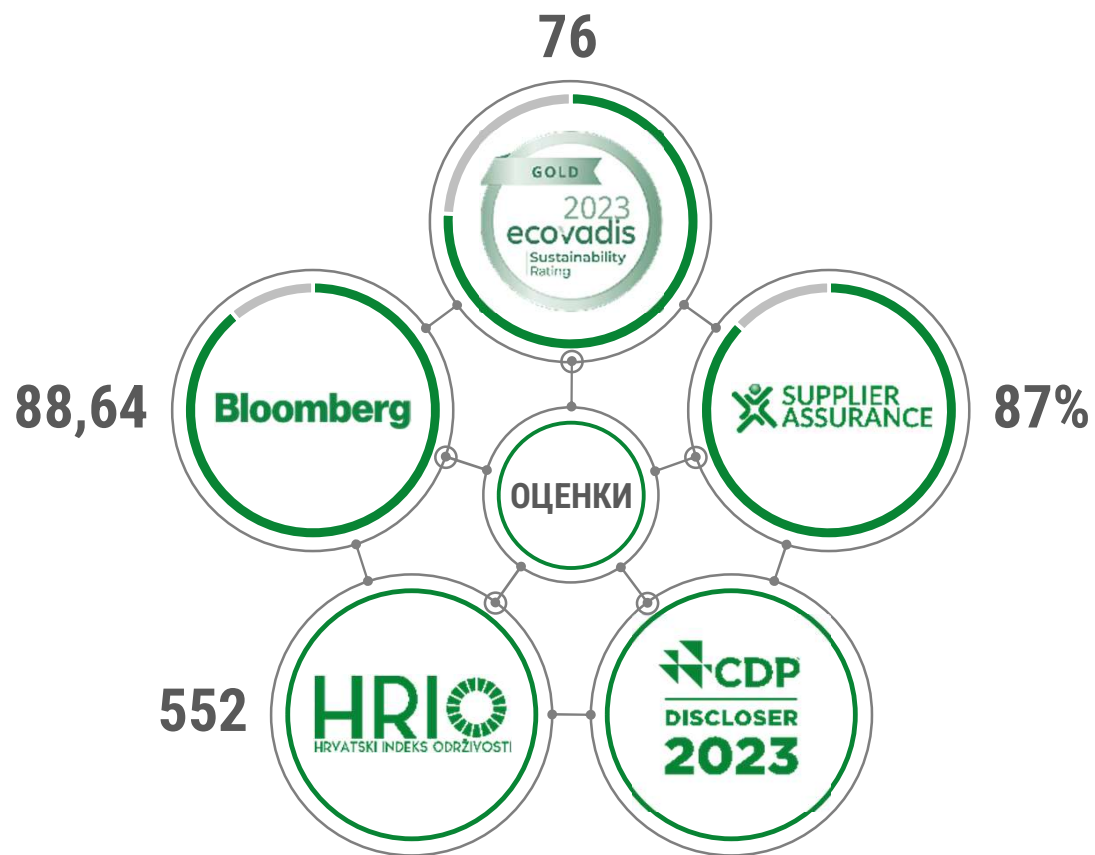 76
GOLD
2023
ecovadis
Sustainability
Rating
88,64
Bloomberg
SUPPLIER
ASSURANCE
87%
ОЦЕНКИ
552
HRIO
HRVATSKI INDEKS ODRŽIVOSTI
CDP
DISCLOSER
2023